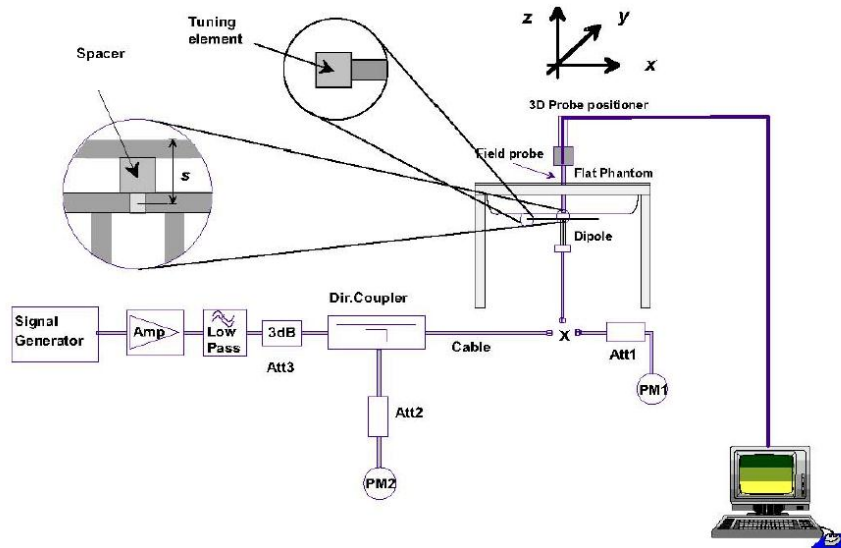 Tuning
element
Spacer
s
z
y
x
3D Probe positioner
Field probe
Flat Phantom
Dipole
Signal
Generator
Amp
Low
Pass
3dB
Att3
Dir.Coupler
Cable
X
Att1
PM1
Att2
PM2